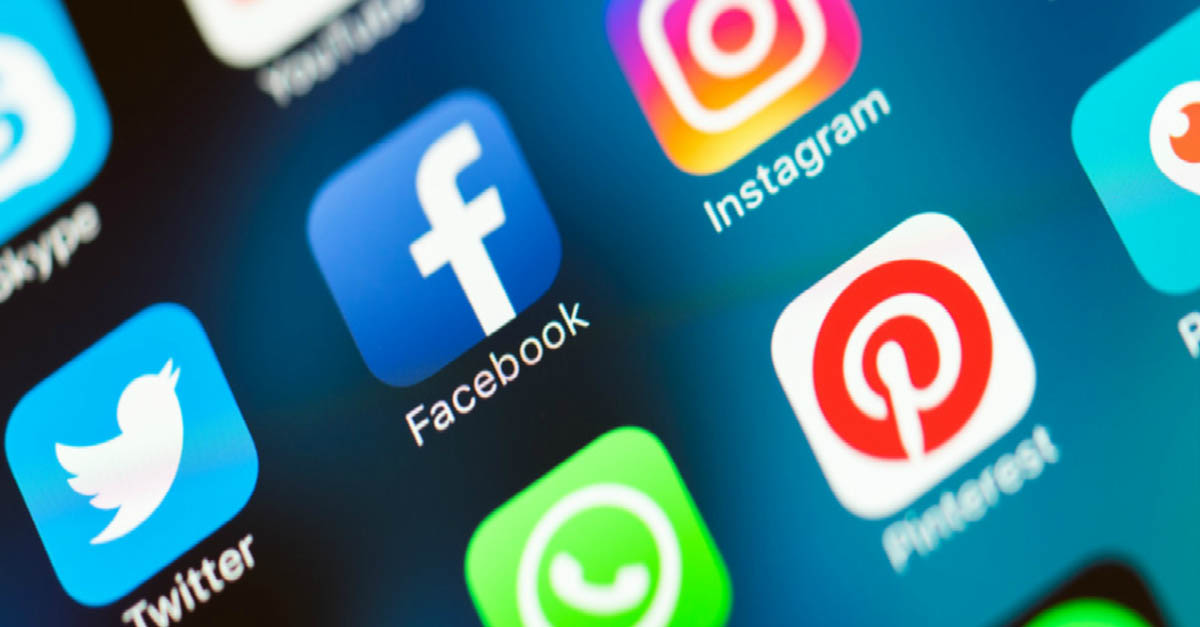 YouTube
Instagram
Skype
Facebook
Pinterest
Twitter